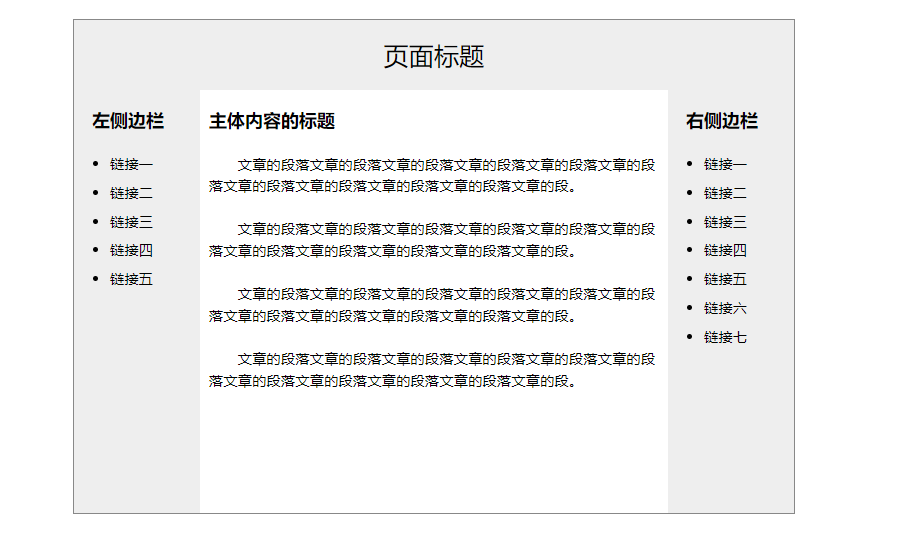 页面标题
左侧边栏
链接一
链接二
链接三
链接四
链接五
主体内容的标题
文章的段落文章的段落文章的段落文章的段落文章的段落文章的段
落文章的段落文章的段落文章的段落文章的段落文章的段。
文章的段落文章的段落文章的段落文章的段落文章的段落文章的段
落文章的段落文章的段落文章的段落文章的段落文章的段。
文章的段落文章的段落文章的段落文章的段落文章的段落文章的段
落文章的段落文章的段落文章的段落文章的段落文章的段。
文章的段落文章的段落文章的段落文章的段落文章的段落文章的段
落文章的段落文章的段落文章的段落文章的段落文章的段。
右侧边栏
链接一
链接二
链接三
链接四
链接五
链接六
链接七